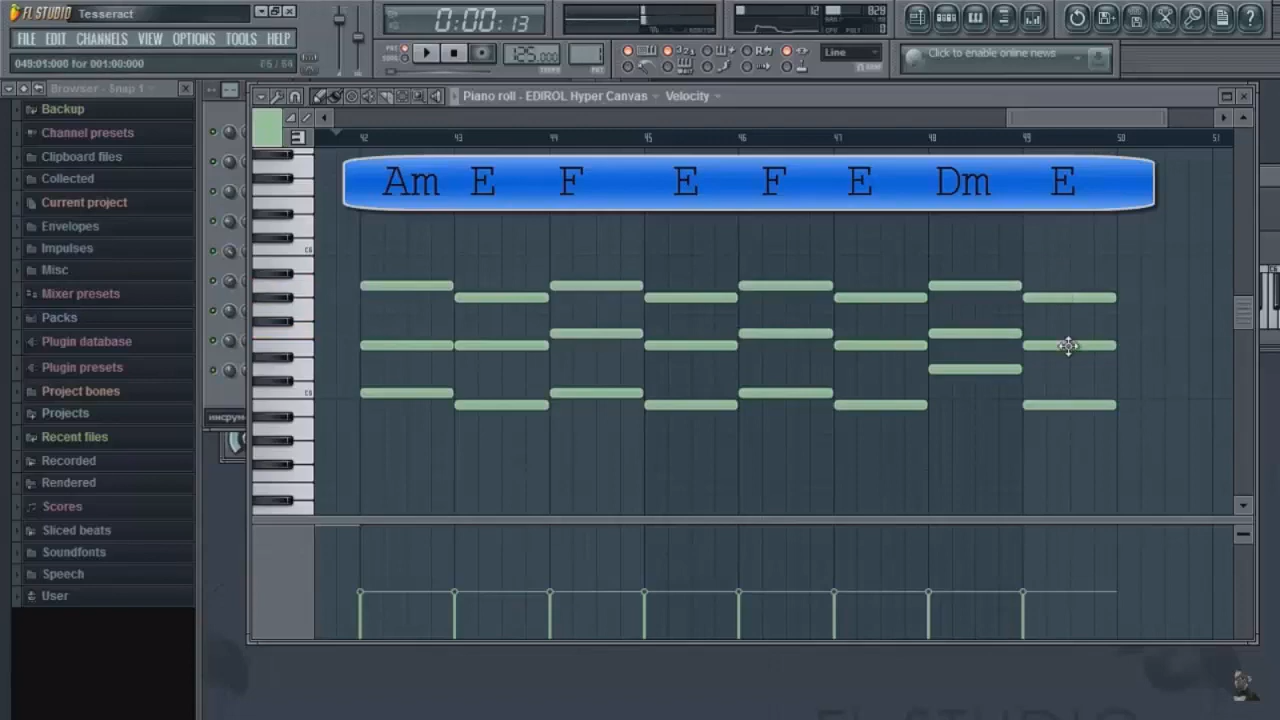 FL STUDIO Tesseract
FILE EDIT CHANNELS VIEW OPTIONS TOOLS HELP
049:01:000 for 001:00:000
0:00:13
125.000
Line
Click to enable online news
Browser - Snap 1
Backup
Channel presets
Clipboard files
Collected
Current project
Envelopes
Impulses
Misc
Mixer presets
Packs
Plugin database
Plugin presets
Project bones
Projects
Recent files
Recorded
Rendered
Scores
Sliced beats
Soundfonts
Speech
User
Piano roll - EDIROL Hyper Canvas Velocity
42 43 44 45 46 47 48 49 50 51
Am E F E F E Dm E
инструм